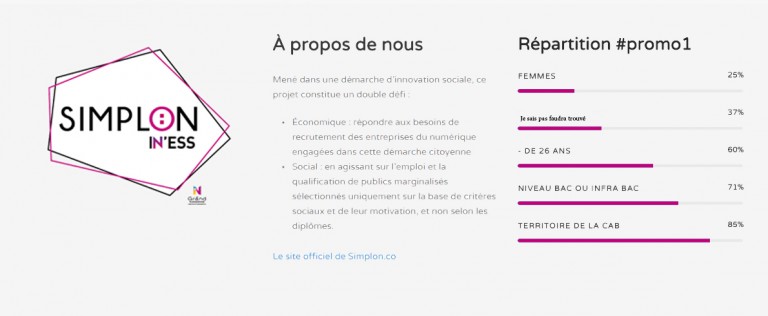 SIMPLON
IN'ESS
À propos de nous
Mené dans une démarche d'innovation sociale, ce
projet constitue un double défi :
Économique : répondre aux besoins de
recrutement des entreprises du numérique
engagées dans cette démarche citoyenne
Social : en agissant sur l'emploi et la
qualification de publics marginalisés
sélectionnés uniquement sur la base de critères
sociaux et de leur motivation, et non selon les
diplômes.
Le site officiel de Simplon.co
Répartition #promo1
FEMMES 25%
Je sais pas faudra trouvé 37%
- DE 26 ANS 60%
NIVEAU BAC OU INFRA BAC 71%
TERRITOIRE DE LA CAB 85%